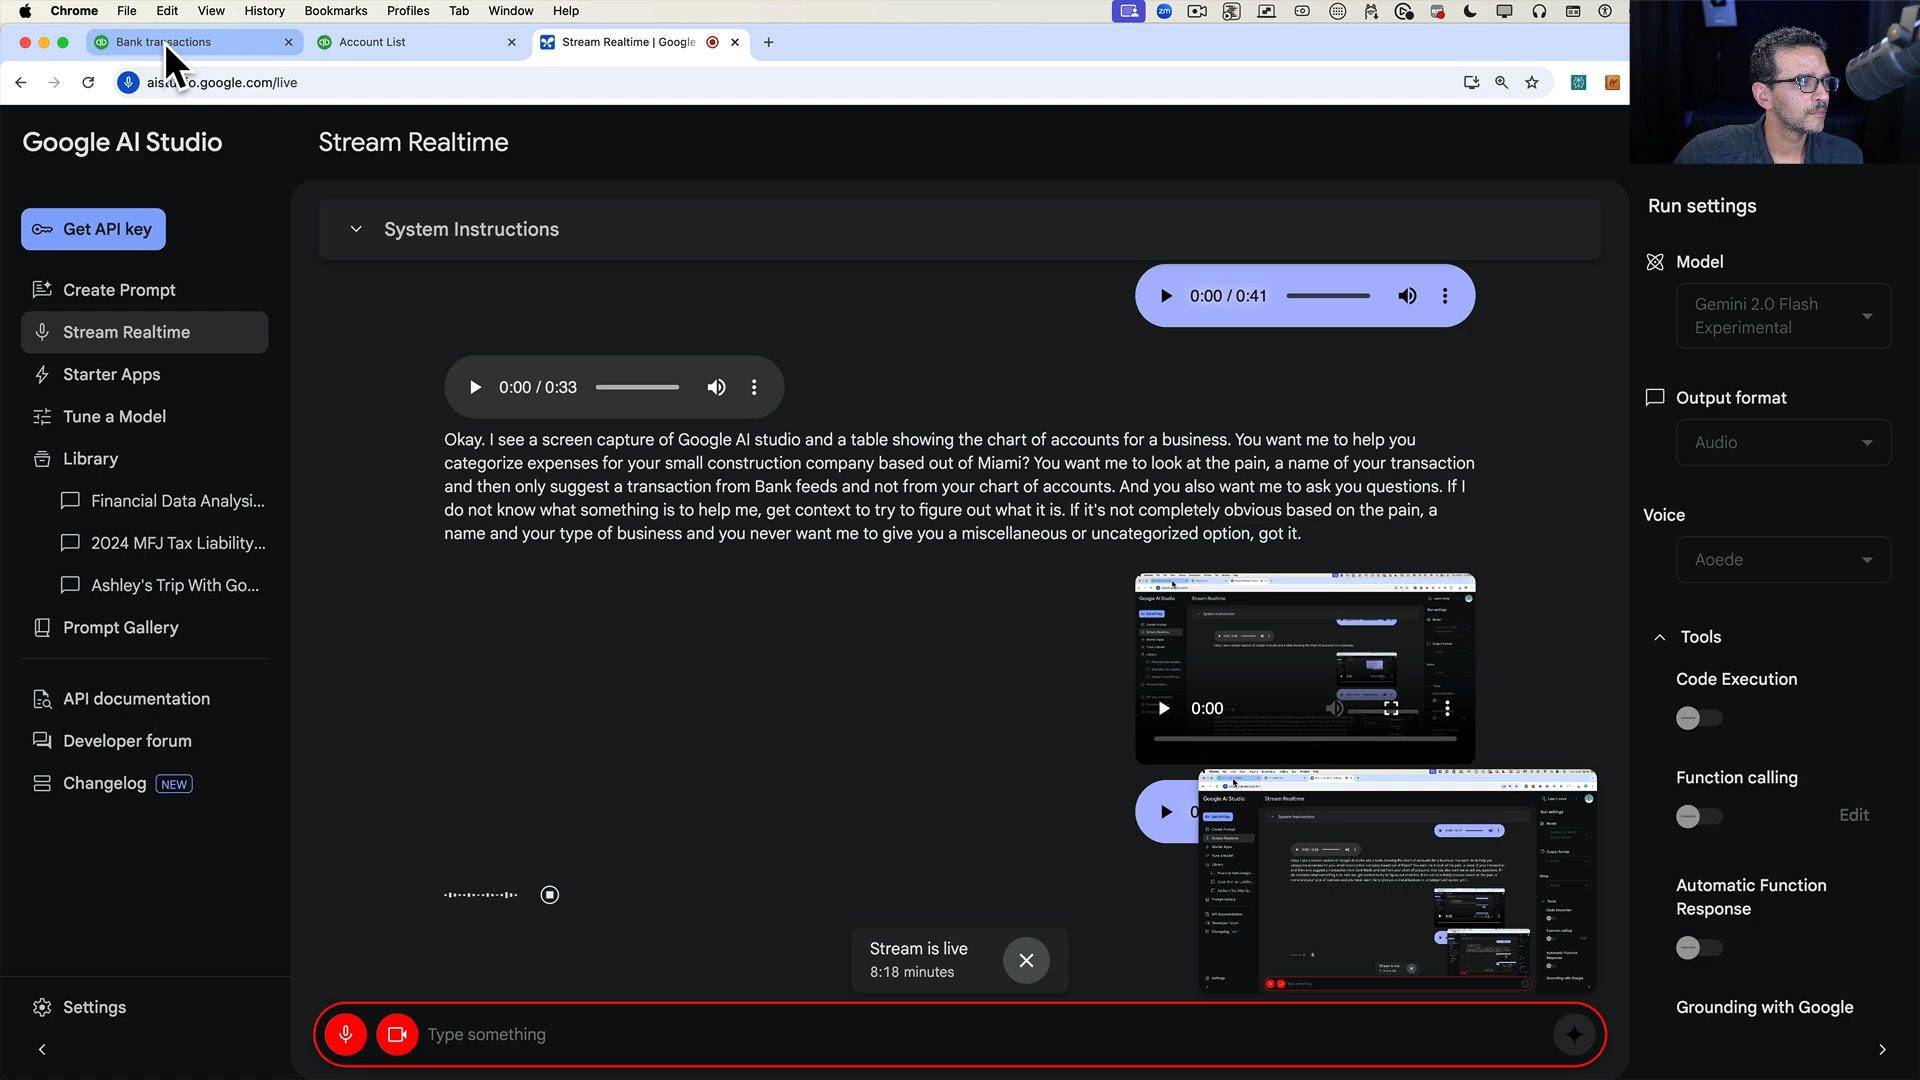 Chrome File Edit View History Bookmarks Profiles Tab Window Help
Bank transactions
Account List
Stream Realtime | Google
aistudio.google.com/live
Google AI Studio
Stream Realtime
Get API key
Create Prompt
Stream Realtime
Starter Apps
Tune a Model
Library
Financial Data Analysi...
2024 MFJ Tax Liability...
Ashley's Trip With Go...
Prompt Gallery
API documentation
Developer forum
Changelog NEW
Settings
System Instructions
0:00 / 0:41
0:00 / 0:33
Okay. I see a screen capture of Google AI studio and a table showing the chart of accounts for a business. You want me to help you
categorize expenses for your small construction company based out of Miami? You want me to look at the pain, a name of your transaction
and then only suggest a transaction from Bank feeds and not from your chart of accounts. And you also want me to ask you questions. If I
do not know what something is to help me, get context to try to figure out what it is. If it's not completely obvious based on the pain, a
name and your type of business and you never want me to give you a miscellaneous or uncategorized option, got it.
0:00
Stream is live
8:18 minutes
Type something
Run settings
Model
Gemini 2.0 Flash
Experimental
Output format
Audio
Voice
Aoede
Tools
Code Execution
Function calling
Edit
Automatic Function
Response
Grounding with Google